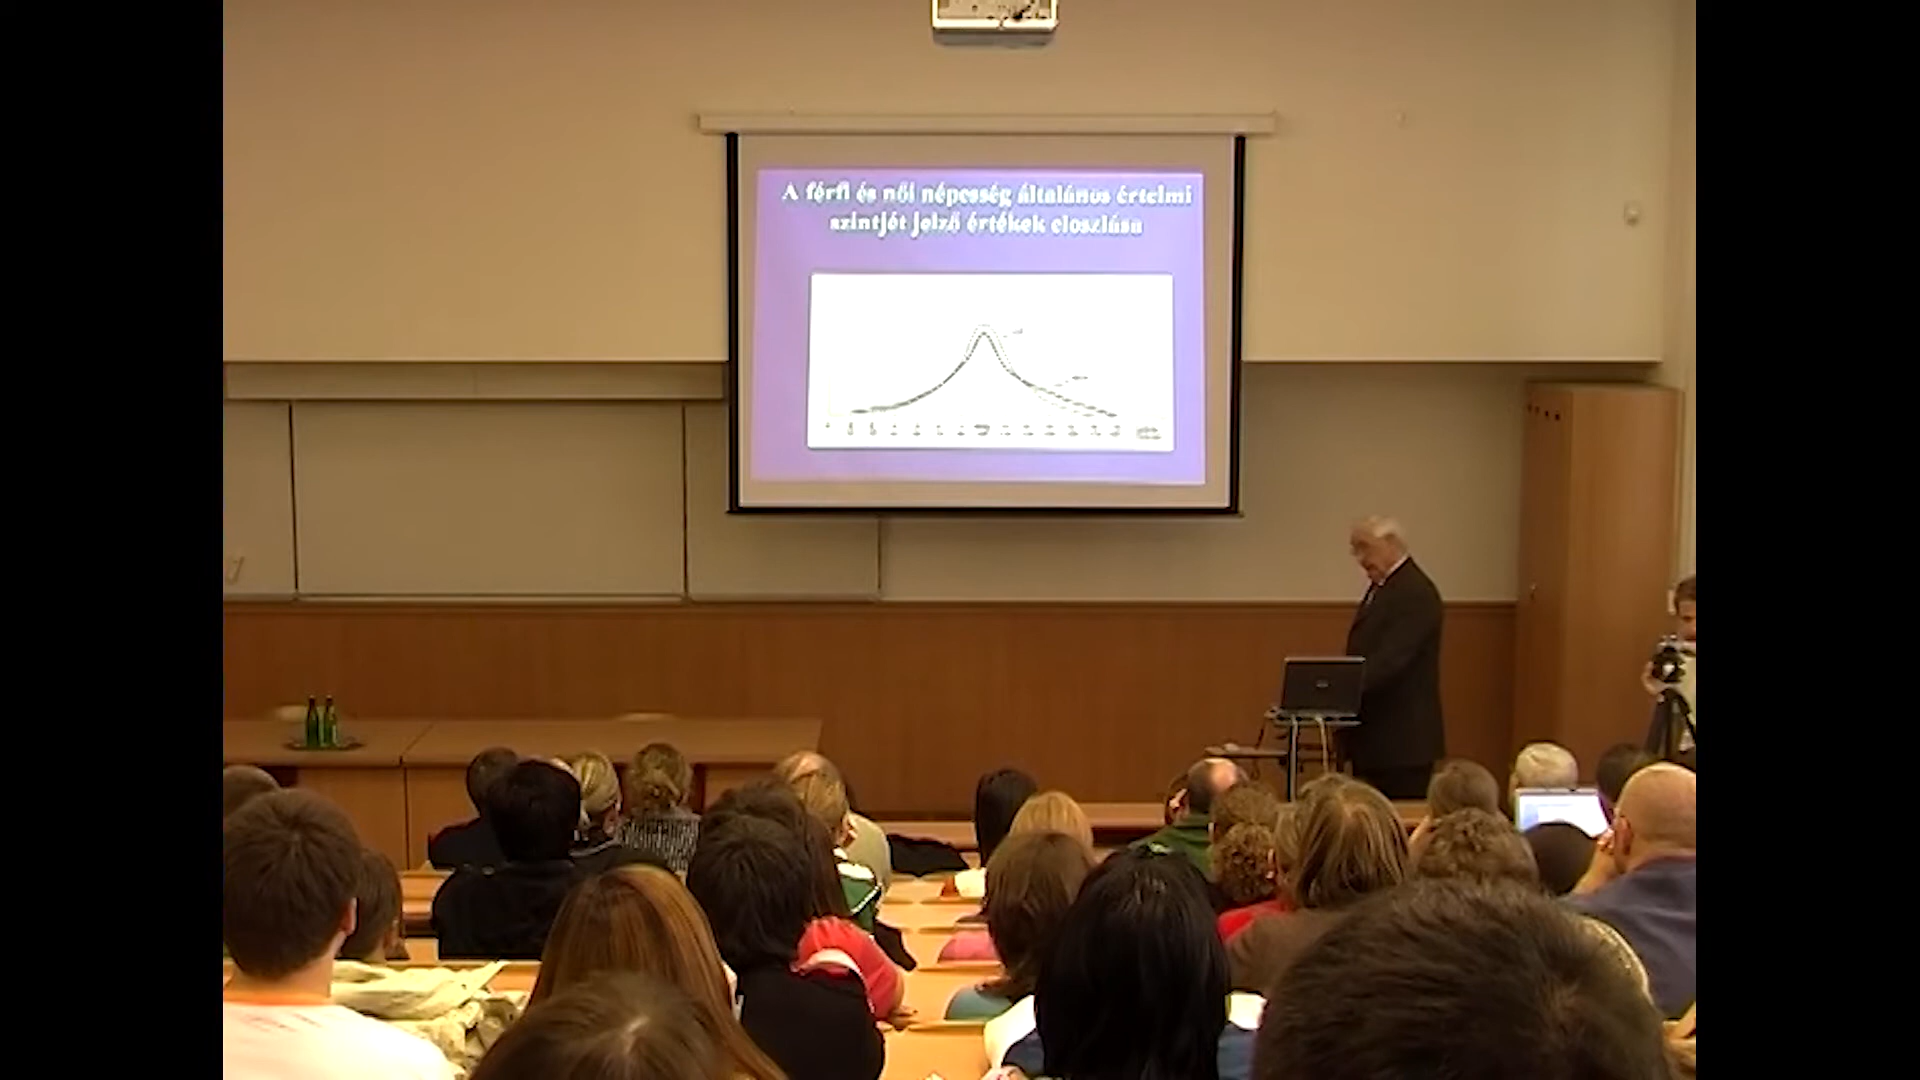 A férfi és női népesség általános értelmi
szintjét jelző értékek eloszlása